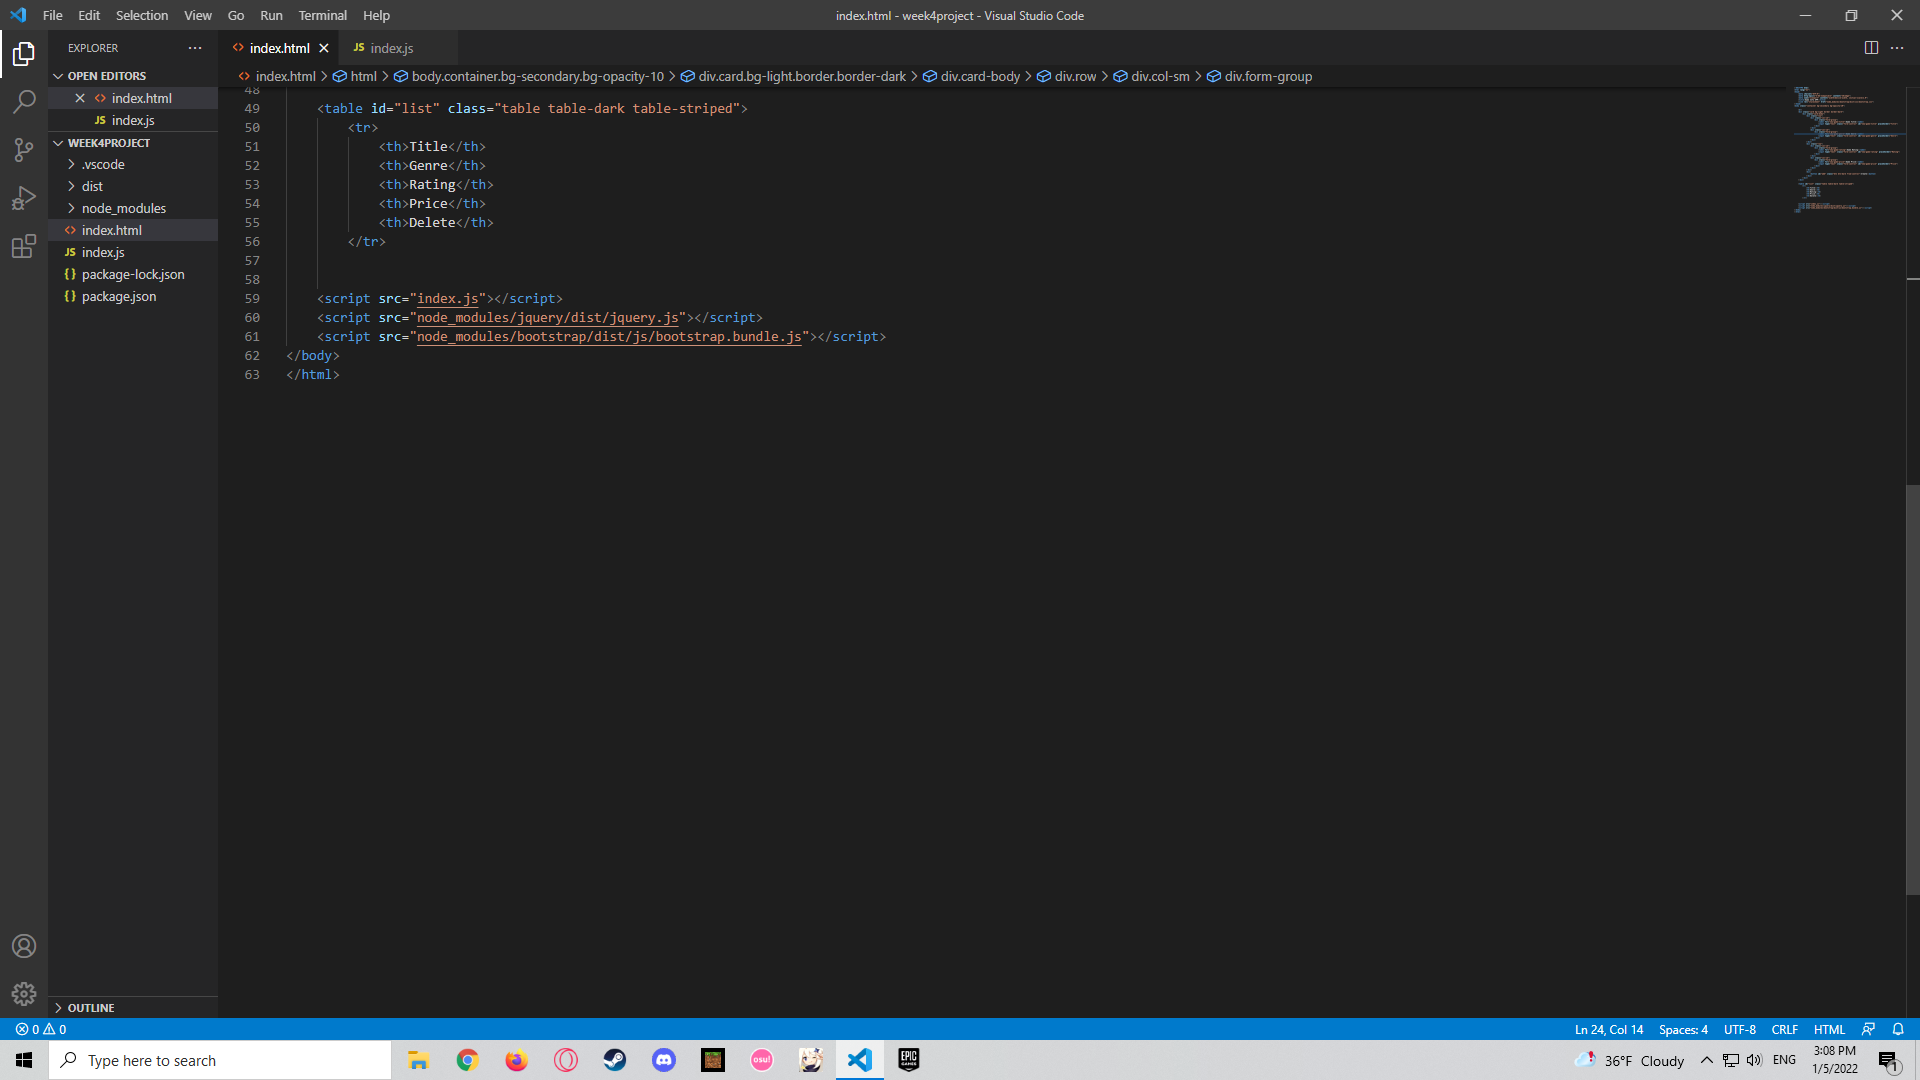 File Edit Selection View Go Run Terminal Help
index.html - week4project - Visual Studio Code
EXPLORER
OPEN EDITORS
index.html
index.js
WEEK4PROJECT
.vscode
dist
node_modules
index.html
index.js
package-lock.json
package.json
OUTLINE
index.html
index.js
index.html > html > body.container.bg-secondary.bg-opacity-10 > div.card.bg-light.border.border-dark > div.card-body > div.row > div.col-sm > div.form-group
48
49 <table id="list" class="table table-dark table-striped">
50 <tr>
51 <th>Title</th>
52 <th>Genre</th>
53 <th>Rating</th>
54 <th>Price</th>
55 <th>Delete</th>
56 </tr>
57
58
59 <script src="index.js"></script>
60 <script src="node_modules/jquery/dist/jquery.js"></script>
61 <script src="node_modules/bootstrap/dist/js/bootstrap.bundle.js"></script>
62 </body>
63 </html>
0 0
Ln 24, Col 14 Spaces: 4 UTF-8 CRLF HTML
Type here to search
osu!
EPIC GAMES
36°F Cloudy
ENG
3:08 PM
1/5/2022
1